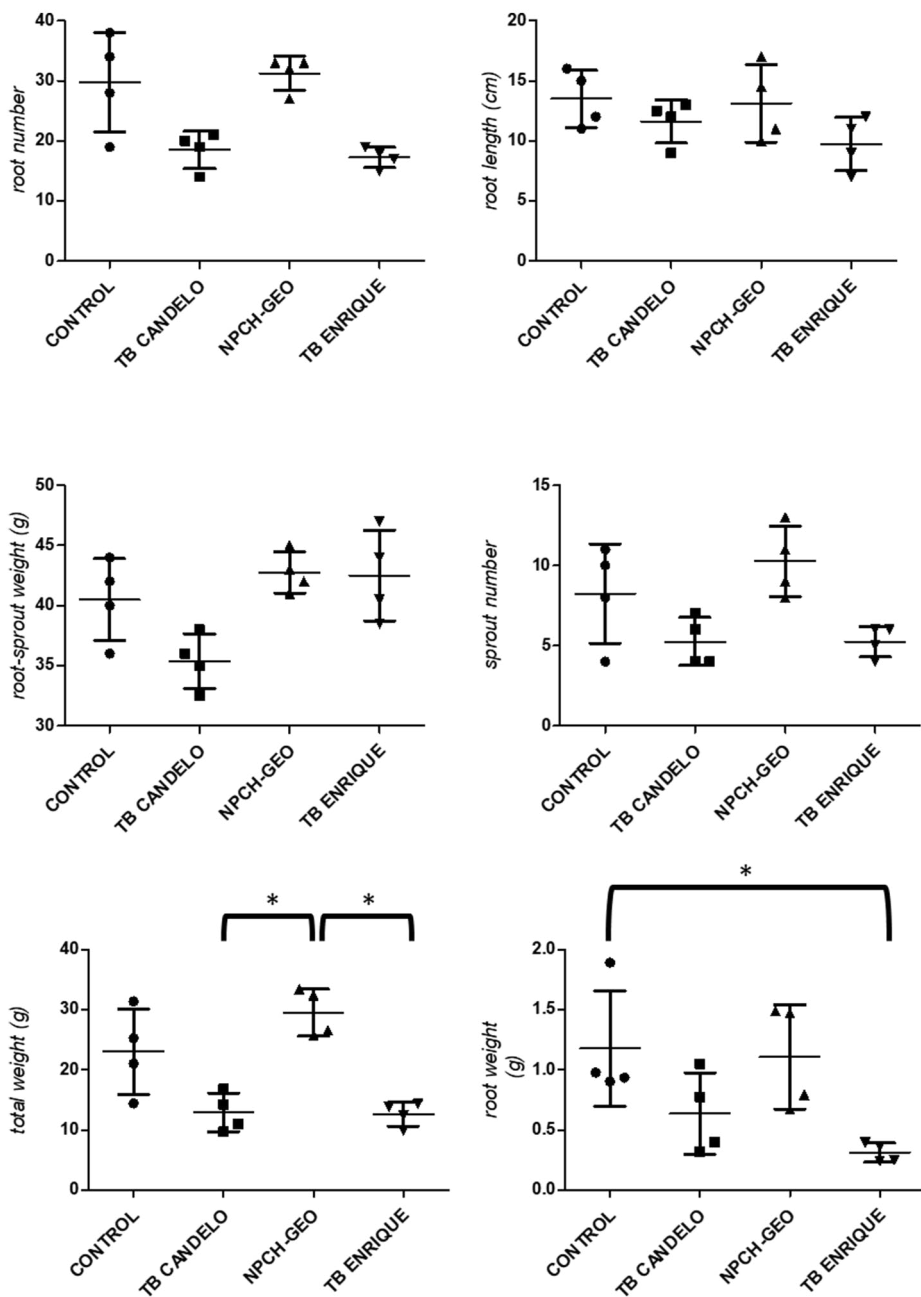 40
30
20
10
0
root number
CONTROL
TB CANDELO
NPCH-GEO
TB ENRIQUE
20
15
10
5
0
root length (cm)
CONTROL
TB CANDELO
NPCH-GEO
TB ENRIQUE
50
45
40
35
30
root-sprout weight (g)
CONTROL
TB CANDELO
NPCH-GEO
TB ENRIQUE
15
10
5
0
sprout number
CONTROL
TB CANDELO
NPCH-GEO
TB ENRIQUE
* *
40
30
20
10
0
total weight (g)
CONTROL
TB CANDELO
NPCH-GEO
TB ENRIQUE
*
2.0
1.5
1.0
0.5
0.0
root weight
(g)
CONTROL
TB CANDELO
NPCH-GEO
TB ENRIQUE